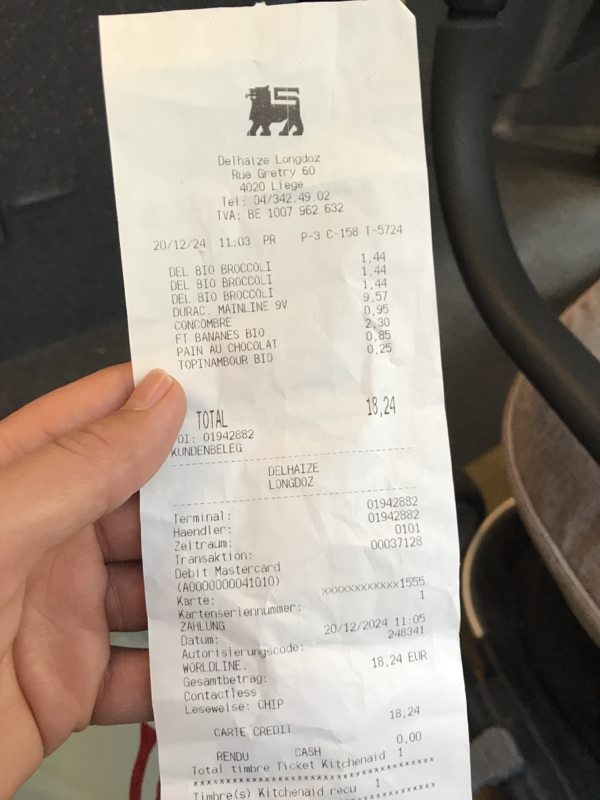 Delhaize Longdoz
Rue Gretry 60
4020 Liege
Tel: 04/342.49.02
TVA: BE 1007 962 632
20/12/24 11:03 PR P-3 C-158 T-5724
DEL BIO BROCCOLI 1,44
DEL BIO BROCCOLI 1,44
DEL BIO BROCCOLI 1,44
DURAC. MAINLINE 9V 9,57
CONCOMBRE 0,95
FT BANANES BIO 2,30
PAIN AU CHOCOLAT 0,85
TOPINAMBOUR BIO 0,25
TOTAL 18,24
OI: 01942882
KUNDENBELEG
DELHAIZE
LONGDOZ
Terminal: 01942882
Haendler: 01942882
Zeitraum: 0101
Transaktion: 00037128
Debit Mastercard
(A0000000041010)
Karte: xxxxxxxxxxxx1555
Kartenseriennummer: 1
ZAHLUNG
Datum: 20/12/2024 11:05
Autorisierungscode: 248341
WORLDLINE.
Gesamtbetrag: 18,24 EUR
Contactless
Leseweise: CHIP
CARTE CREDIT 18,24
RENDU CASH 0,00
Total timbre Ticket Kitchenaid 1
xxxxxxxxxxxxxxxxxxxxxxxxxxxxxxxxxxxx
Timbre(s) Kitchenaid recu 1